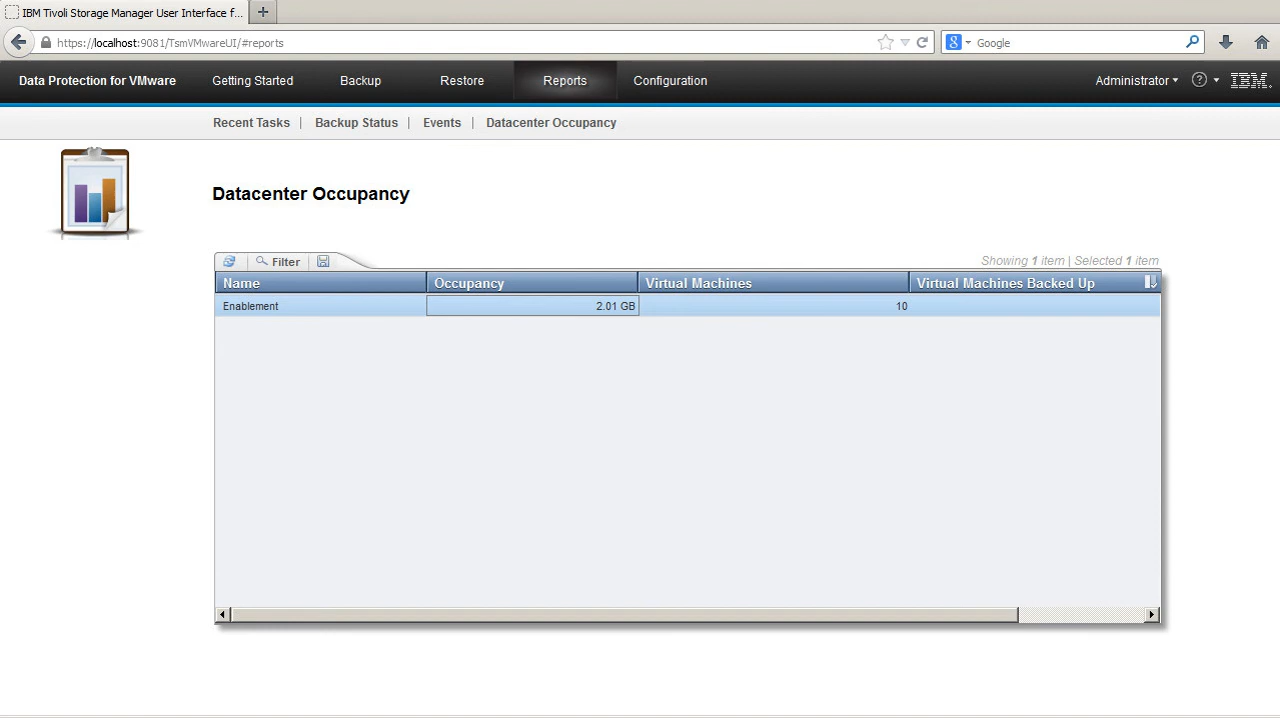 IBM Tivoli Storage Manager User Interface f...
https://localhost:9081/TsmVMwareUI/#reports
Google
Data Protection for VMware Getting Started Backup Restore Reports Configuration Administrator IBM
Recent Tasks | Backup Status | Events | Datacenter Occupancy
Datacenter Occupancy
Filter Showing 1 item | Selected 1 item
Name Occupancy Virtual Machines Virtual Machines Backed Up
Enablement 2.01 GB 10